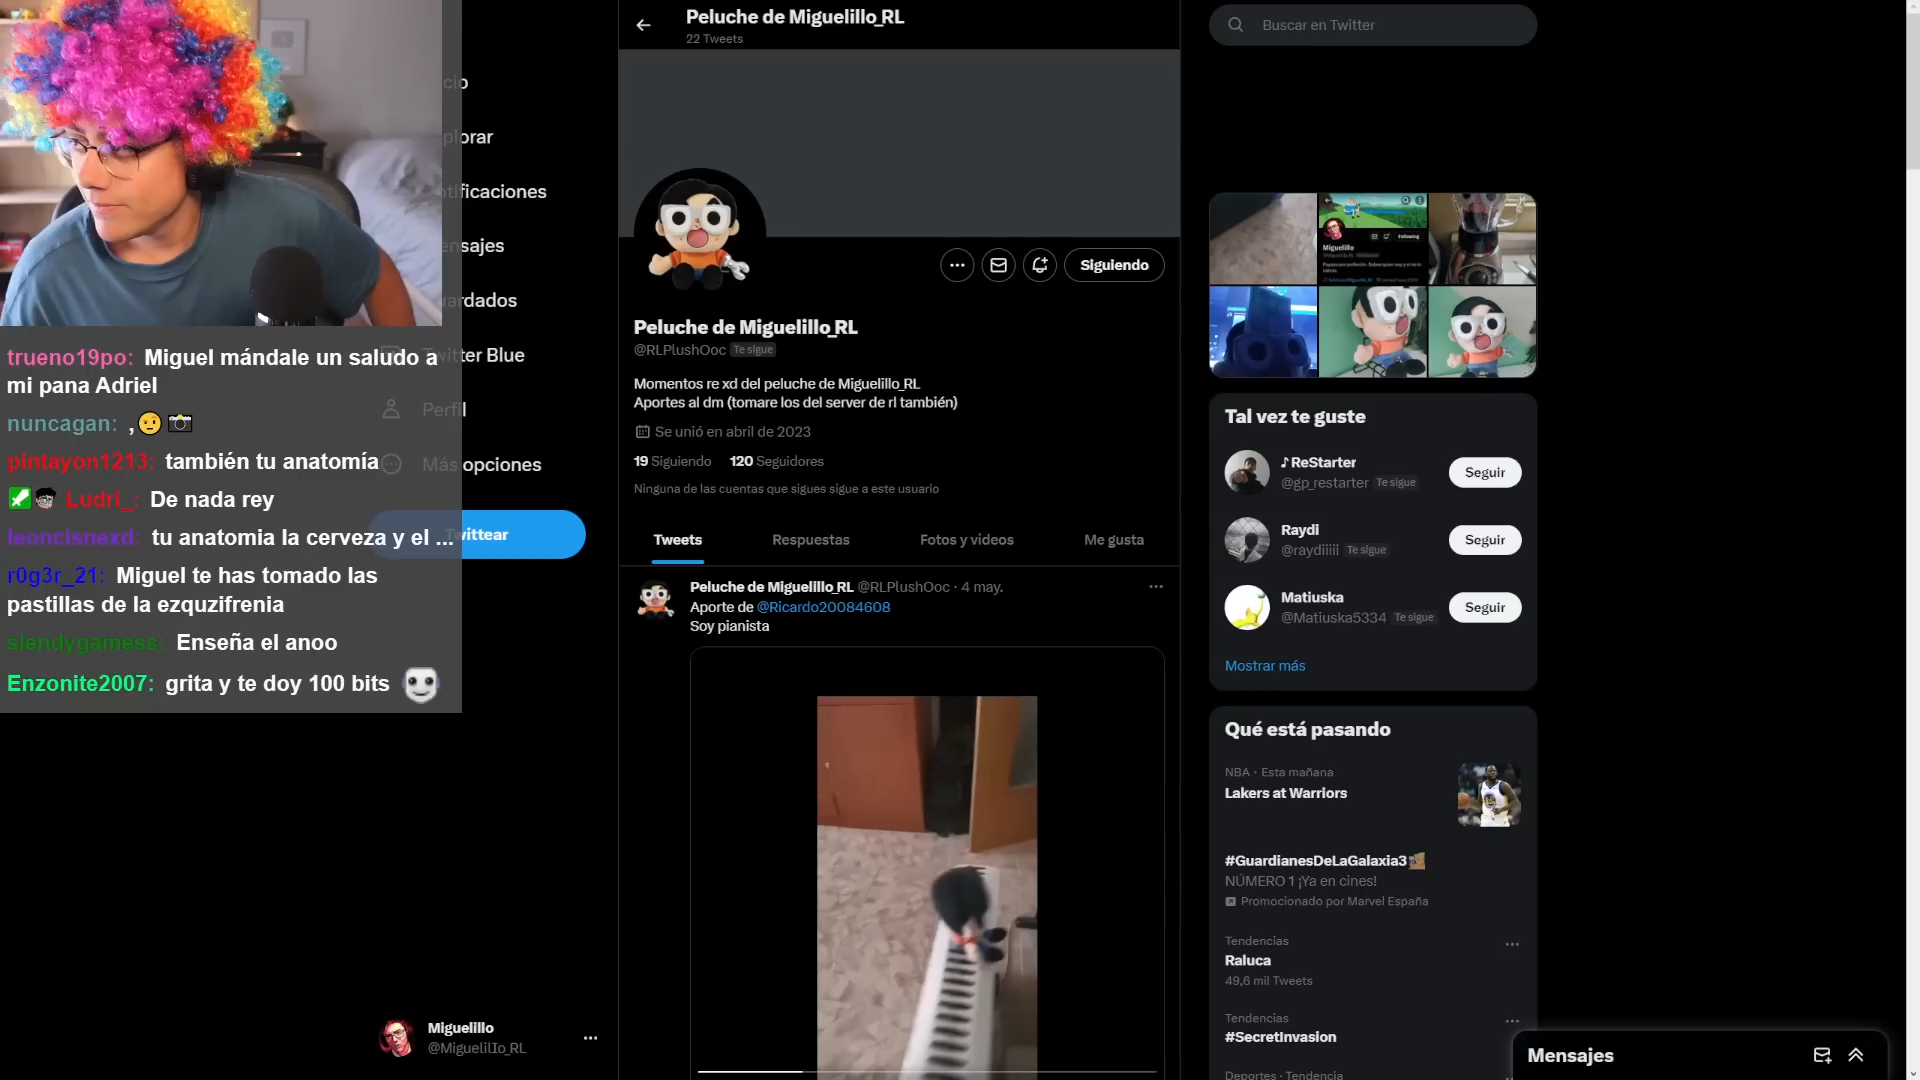 Peluche de Miguelillo_RL
22 Tweets
Buscar en Twitter
cio
plorar
otificaciones
ensajes
uardados
Twitter Blue
Perfil
Más opciones
Twittear
trueno19po: Miguel mándale un saludo a
mi pana Adriel
nuncagan: ,🤨 📷
pintayon1213: también tu anatomía
Ludri_: De nada rey
leoncisnexd: tu anatomia la cerveza y el ...
r0g3r_21: Miguel te has tomado las
pastillas de la ezquzifrenia
slendygamess: Enseña el anoo
Enzonite2007: grita y te doy 100 bits
Miguelillo
@MiguelilIo_RL
Siguiendo
Peluche de Miguelillo_RL
@RLPlushOoc Te sigue
Momentos re xd del peluche de Miguelillo_RL
Aportes al dm (tomare los del server de rl también)
Se unió en abril de 2023
19 Siguiendo 120 Seguidores
Ninguna de las cuentas que sigues sigue a este usuario
Tweets Respuestas Fotos y videos Me gusta
Peluche de Miguelillo_RL @RLPlushOoc · 4 may.
Aporte de @Ricardo20084608
Soy pianista
Following
Miguelillo
Tal vez te guste
♪ ReStarter
@gp_restarter Te sigue
Seguir
Raydi
@raydiiiii Te sigue
Seguir
Matiuska
@Matiuska5334 Te sigue
Seguir
Mostrar más
Qué está pasando
NBA · Esta mañana
Lakers at Warriors
#GuardianesDeLaGalaxia3
NÚMERO 1 ¡Ya en cines!
Promocionado por Marvel España
Tendencias
Raluca
49,6 mil Tweets
Tendencias
#SecretInvasion
Deportes · Tendencia
Mensajes